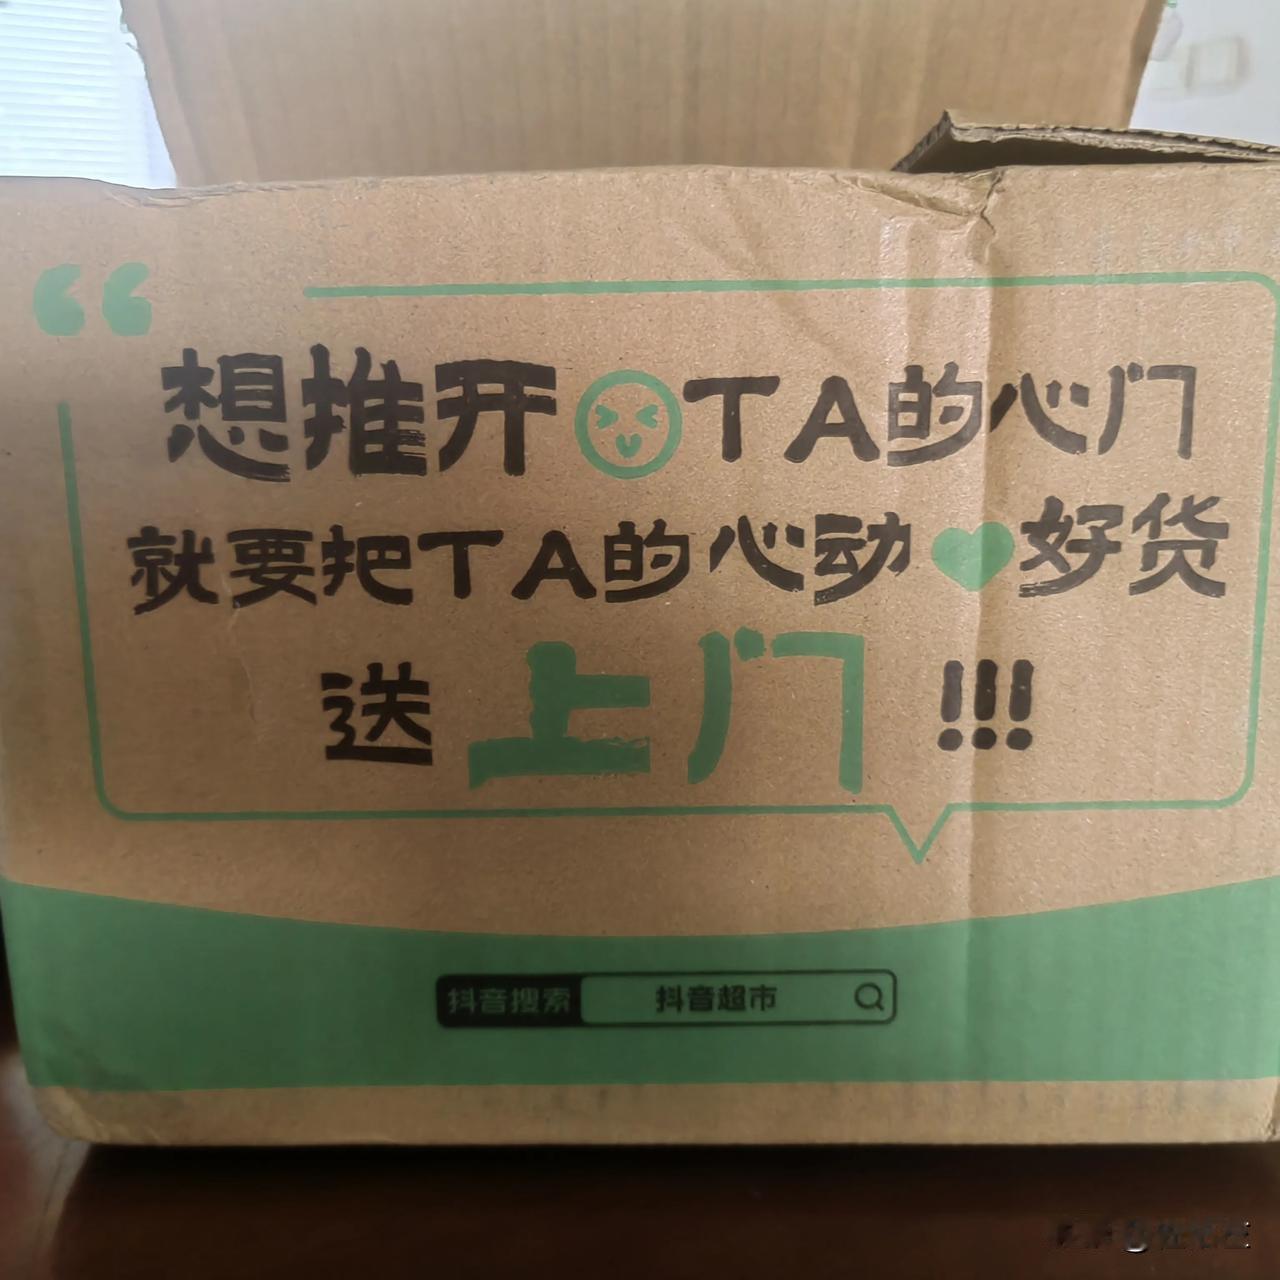 想推开TA的心门
就要把TA的心动好货
送上门!!!
抖音搜索 抖音超市